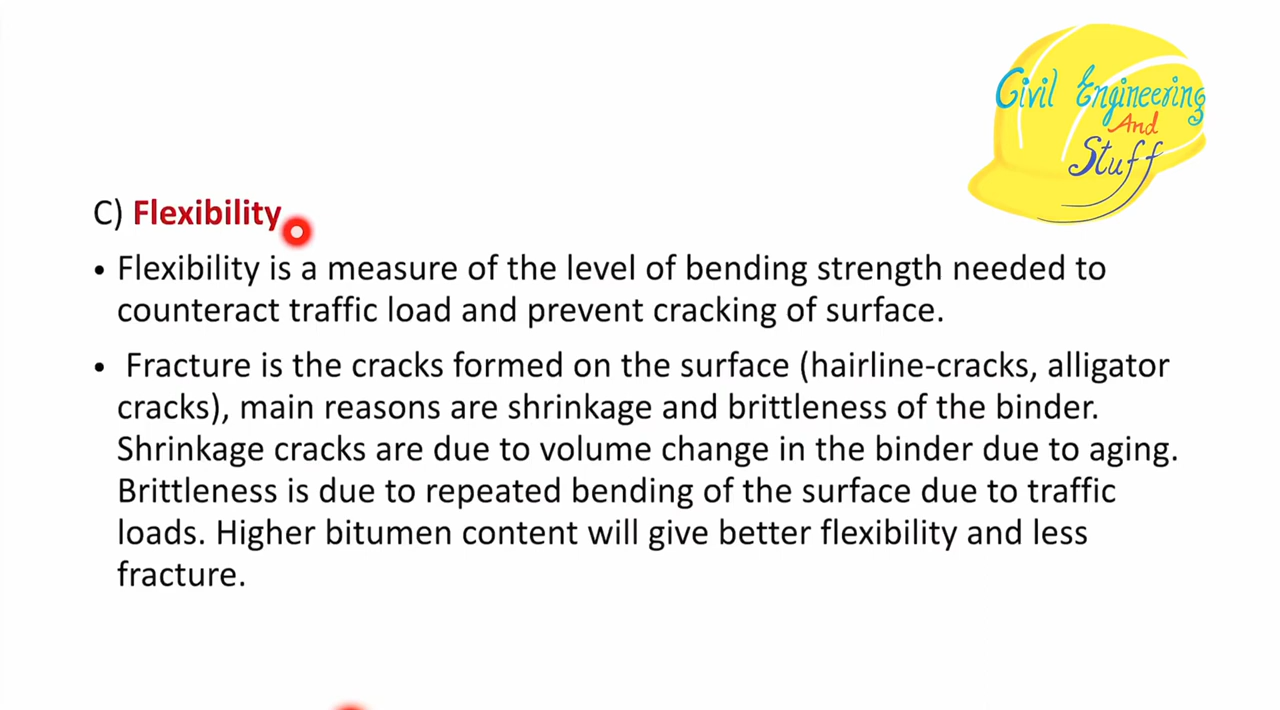 Civil Engineering
And
Stuff
C) Flexibility
• Flexibility is a measure of the level of bending strength needed to
counteract traffic load and prevent cracking of surface.
• Fracture is the cracks formed on the surface (hairline-cracks, alligator
cracks), main reasons are shrinkage and brittleness of the binder.
Shrinkage cracks are due to volume change in the binder due to aging.
Brittleness is due to repeated bending of the surface due to traffic
loads. Higher bitumen content will give better flexibility and less
fracture.